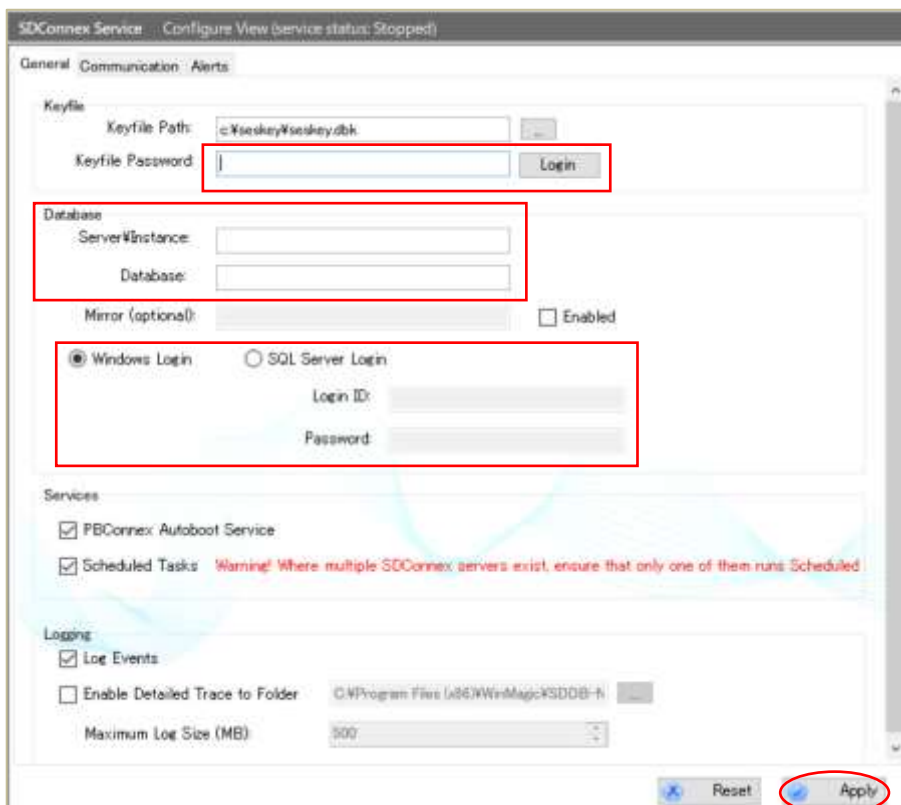 SDConnex Service Configure View (service status: Stopped)
General Communication Alerts
Keyfile
Keyfile Path: c:¥seskey¥seskey.dbk ...
Keyfile Password: Login
Database
Server¥Instance:
Database:
Mirror (optional): Enabled
Windows Login SQL Server Login
Login ID:
Password:
Services
PBConnex Autoboot Service
Scheduled Tasks Warning! Where multiple SDConnex servers exist, ensure that only one of them runs Scheduled
Logging
Log Events
Enable Detailed Trace to Folder C:¥Program Files (x86)¥WinMagic¥SDDB-N ...
Maximum Log Size (MB): 500
Reset Apply